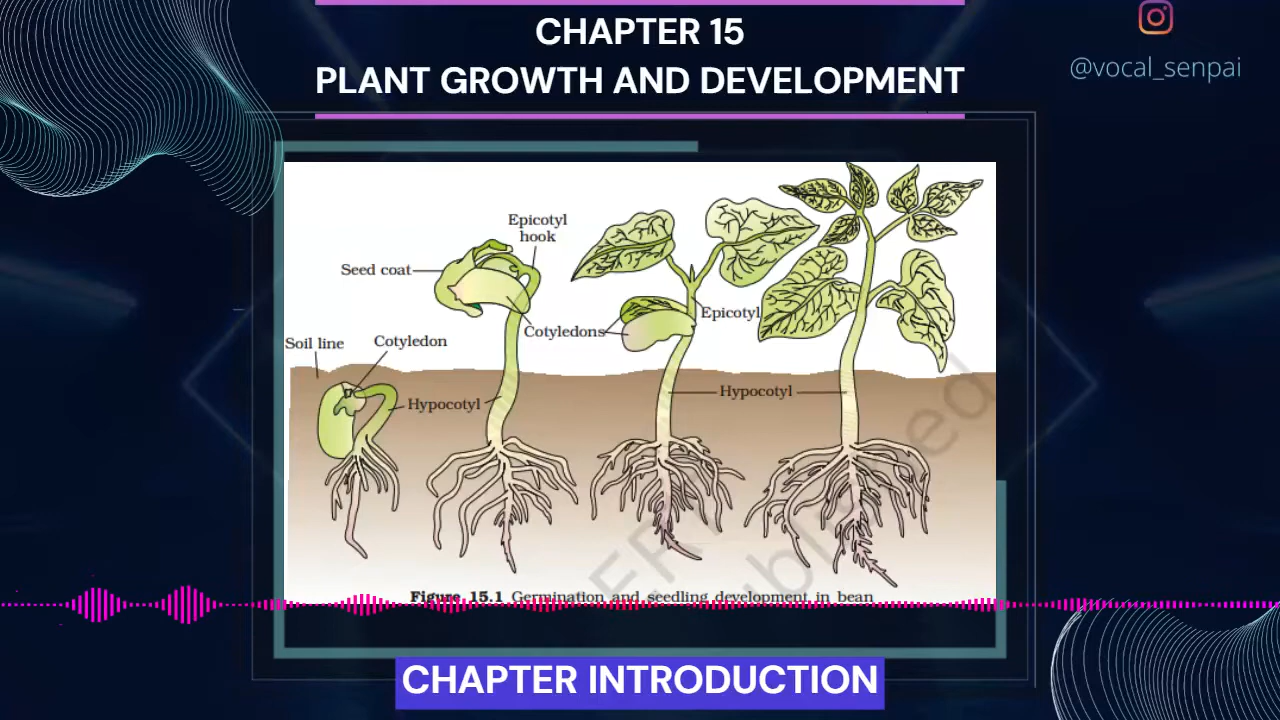 CHAPTER 15
PLANT GROWTH AND DEVELOPMENT
@vocal_senpai
Epicotyl
hook
Seed coat
Cotyledons
Epicotyl
Soil line
Cotyledon
Hypocotyl
Hypocotyl
Figure 15.1 Germination and seedling development in bean
CHAPTER INTRODUCTION